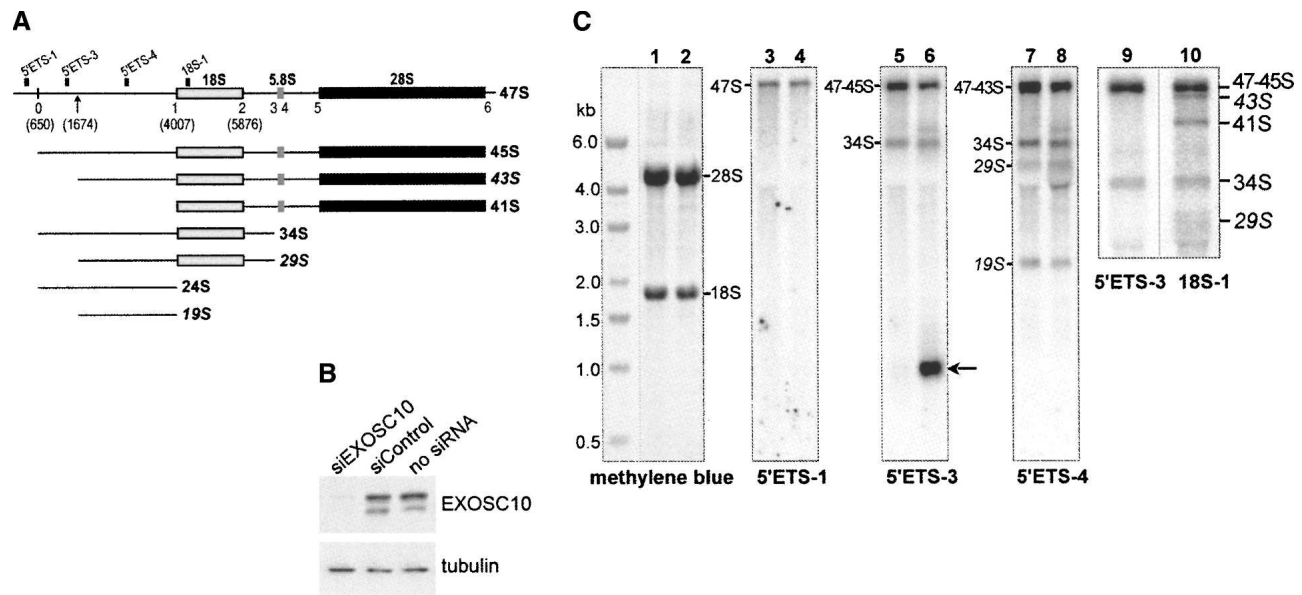 A
5'ETS-1
5'ETS-3
5'ETS-4
18S-1
18S
5.8S
28S
47S
0
1
2
3 4
5
6
(650)
(1674)
(4007)
(5876)
45S
43S
41S
34S
29S
24S
19S
B
siEXOSC10
siControl
no siRNA
EXOSC10
tubulin
C
1 2
3 4
5 6
7 8
9 10
kb
6.0
4.0
3.0
2.0
1.5
1.0
0.5
28S
18S
methylene blue
47S
5'ETS-1
47-45S
34S
5'ETS-3
47-43S
34S
29S
19S
5'ETS-4
47-45S
43S
41S
34S
29S
5'ETS-3 18S-1